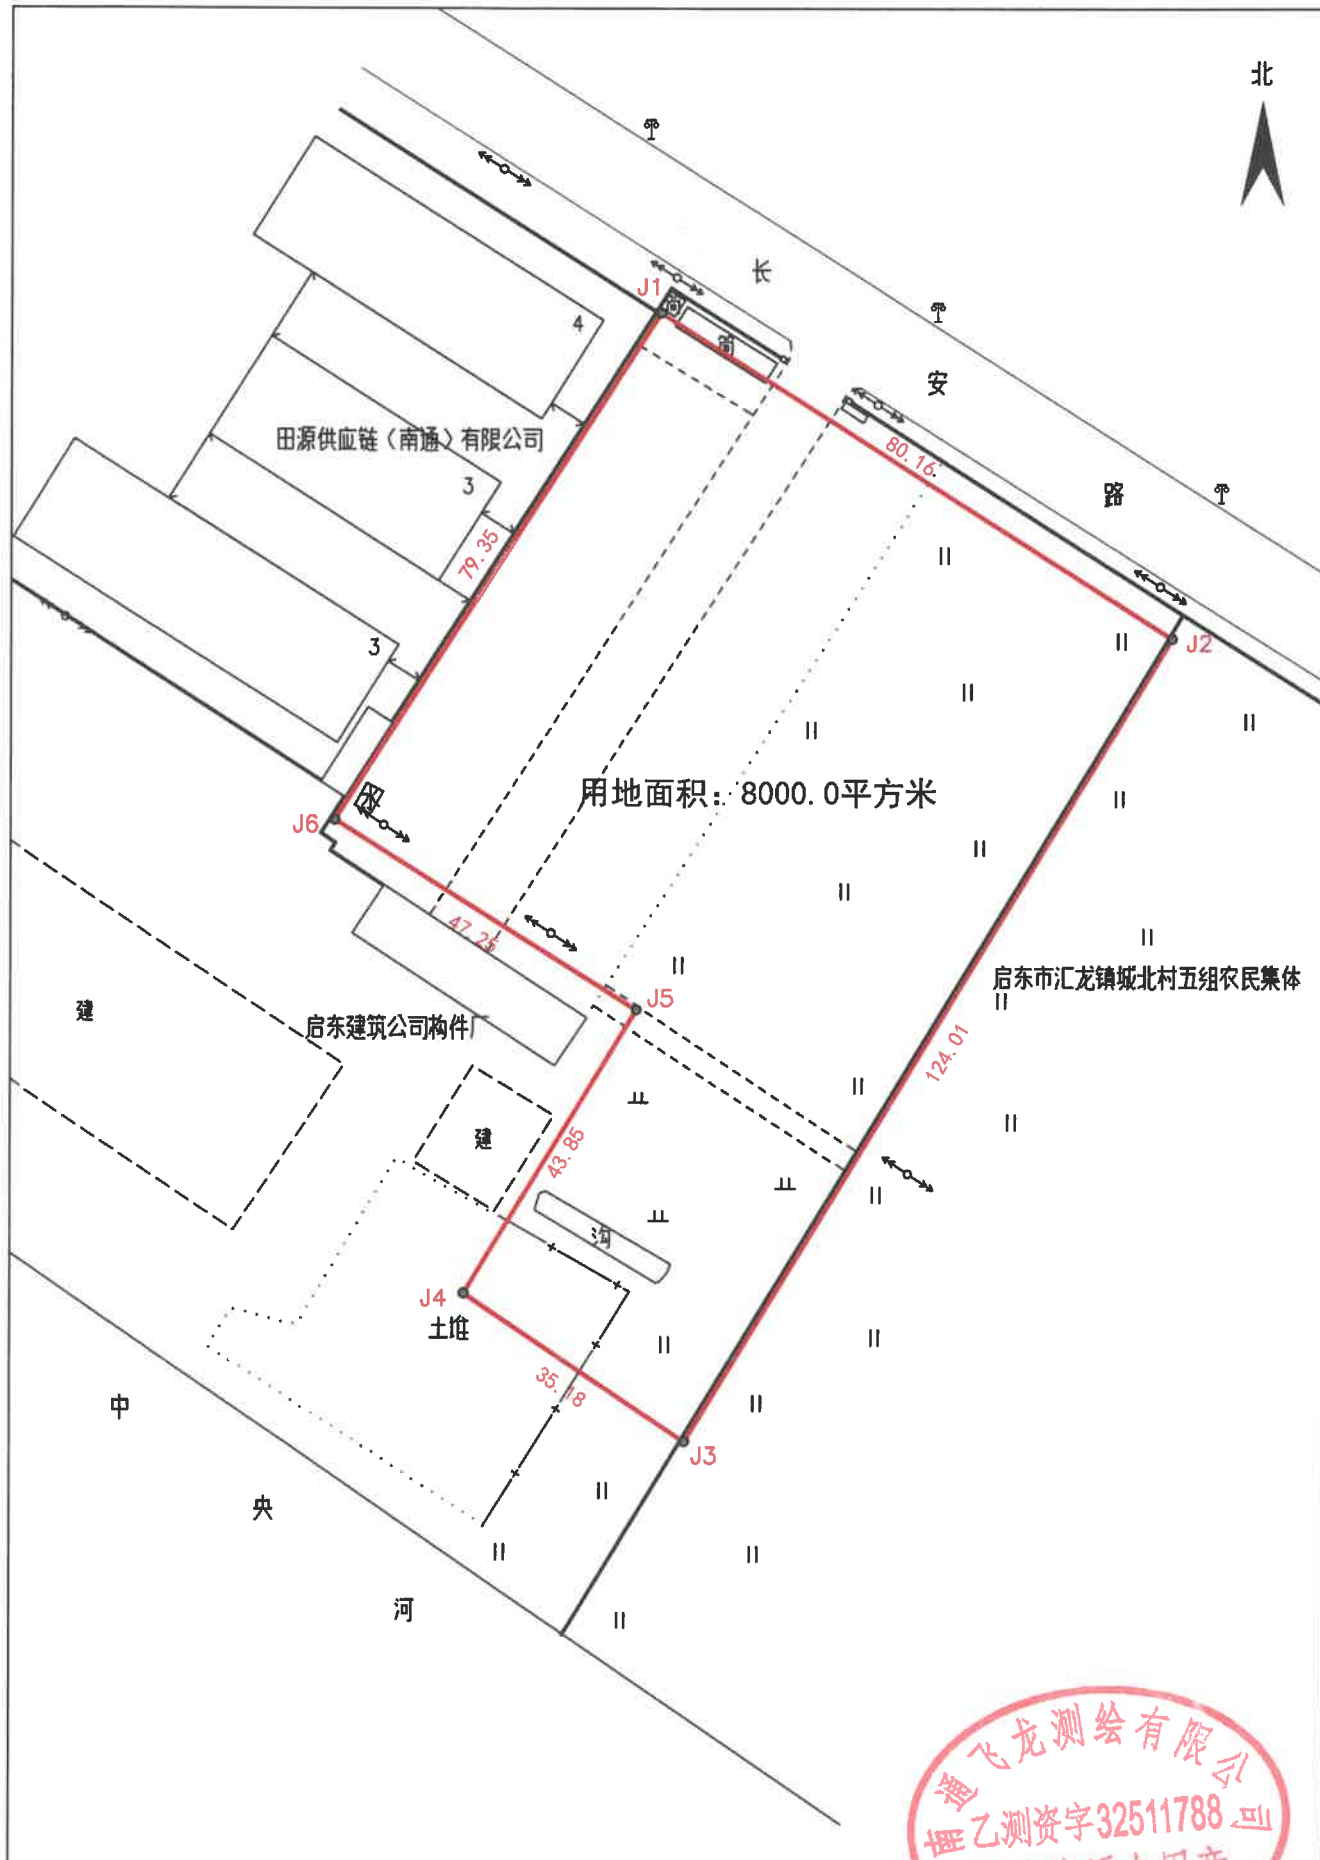 北
长
安
路
J1
简
4
80.16
田源供应链（南通）有限公司
3
79.35
J2
3
用地面积：8000.0平方米
J6
47.25
J5
启东市汇龙镇城北村五组农民集体
建
启东建筑公司构件厂
124.01
建
43.85
沟
J4
土堆
35.18
J3
中
央
河
南通飞龙测绘有限公司
乙测资字32511788